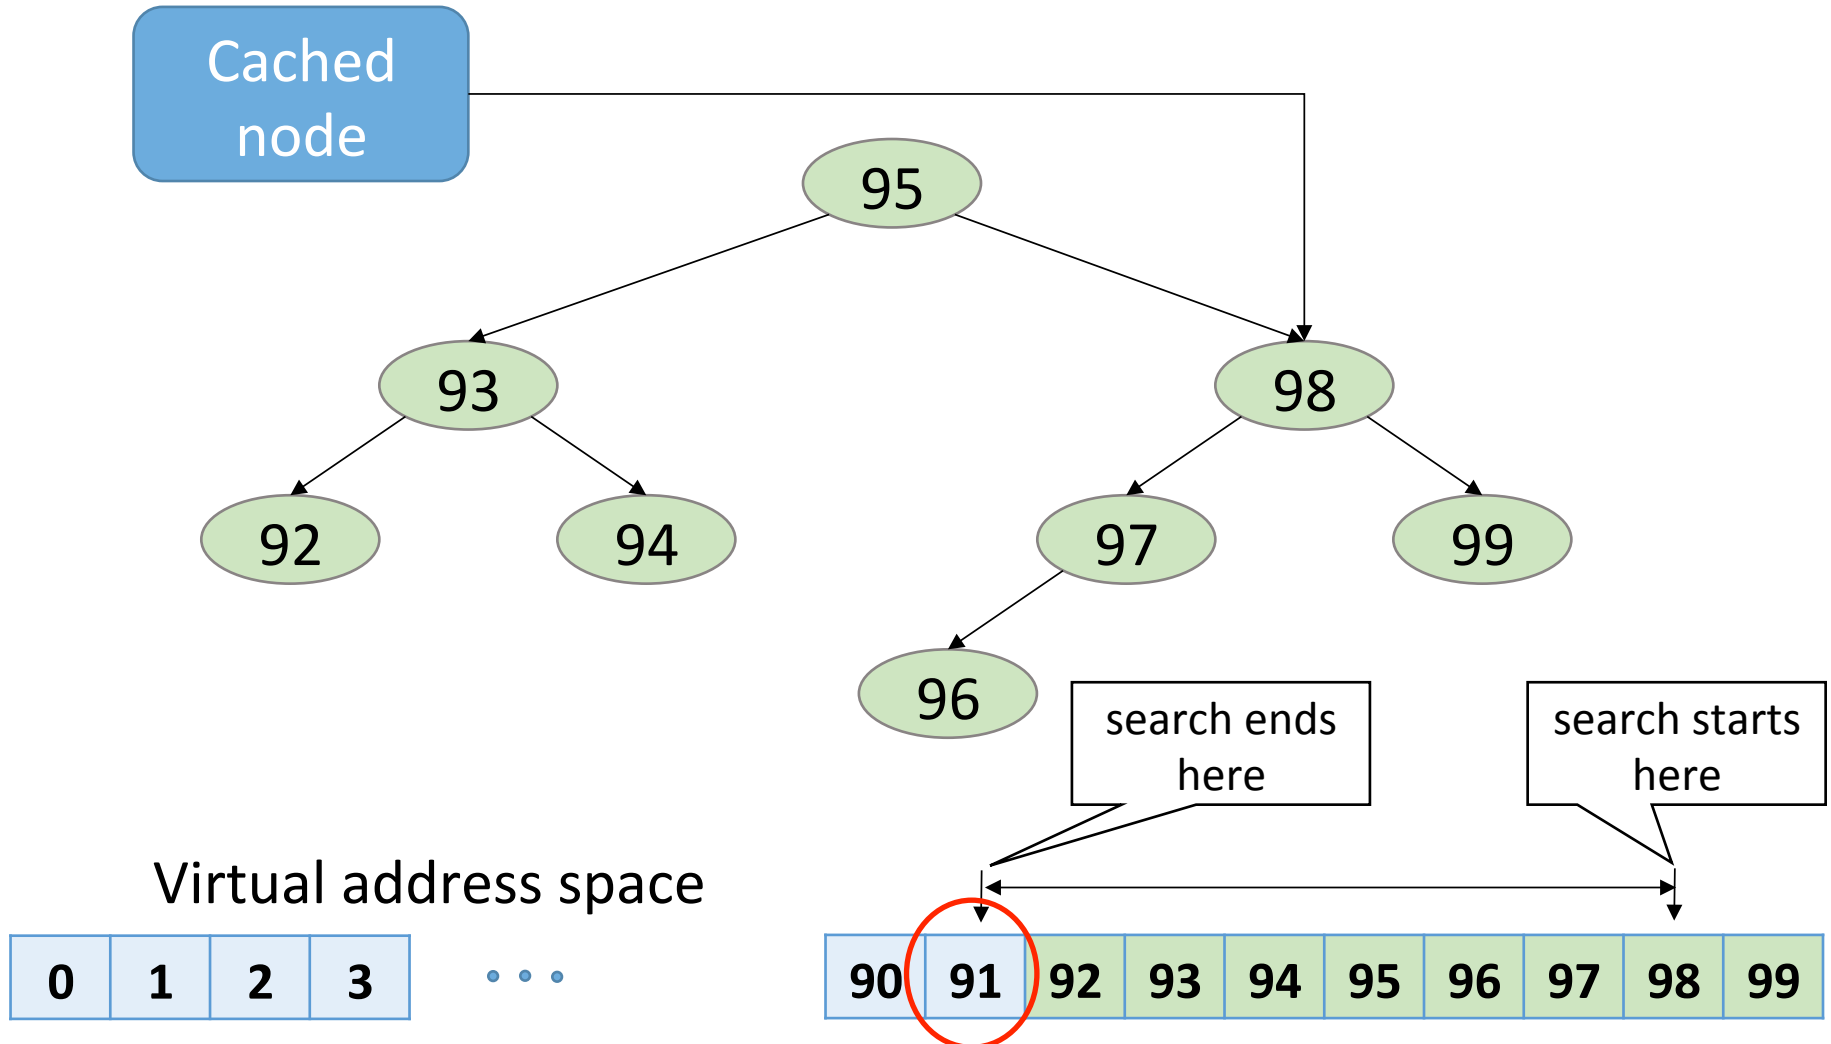 Cached
node
95
93
98
92
94
97
99
96
search ends
here
search starts
here
Virtual address space
0 1 2 3 90 91 92 93 94 95 96 97 98 99